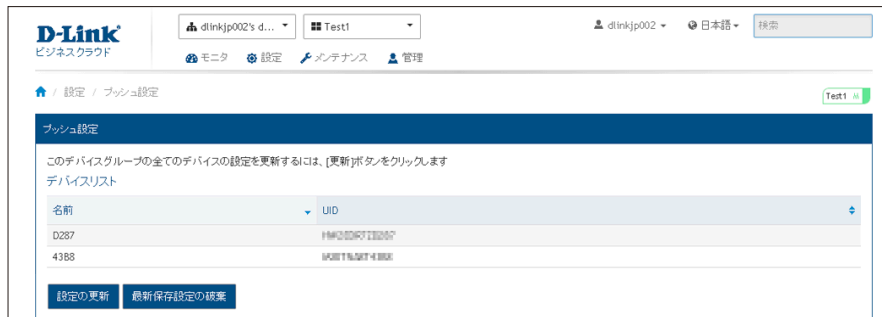 D-Link
ビジネスクラウド
dlinkjp002's d...
Test1
dlinkjp002
日本語
検索
モニタ
設定
メンテナンス
管理
/ 設定 / プッシュ設定
Test1
プッシュ設定
このデバイスグループの全てのデバイスの設定を更新するには、[更新]ボタンをクリックします
デバイスリスト
名前 UID
D287
43B8
設定の更新 最新保存設定の破棄